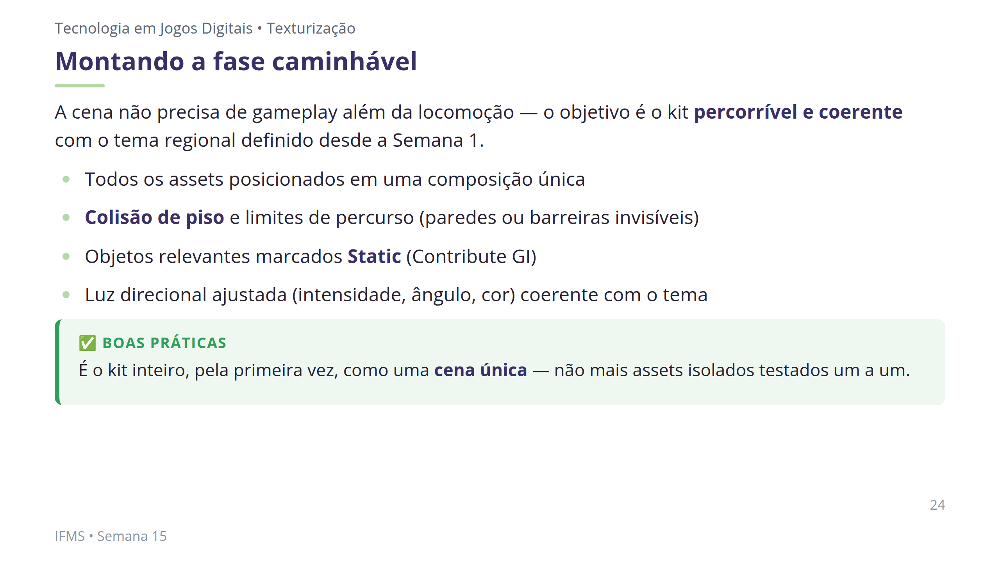 Tecnologia em Jogos Digitais • Texturização
Montando a fase caminhável
A cena não precisa de gameplay além da locomoção — o objetivo é o kit percorrível e coerente
com o tema regional definido desde a Semana 1.
• Todos os assets posicionados em uma composição única
• Colisão de piso e limites de percurso (paredes ou barreiras invisíveis)
• Objetos relevantes marcados Static (Contribute GI)
• Luz direcional ajustada (intensidade, ângulo, cor) coerente com o tema
✅ BOAS PRÁTICAS
É o kit inteiro, pela primeira vez, como uma cena única — não mais assets isolados testados um a um.
24
IFMS • Semana 15